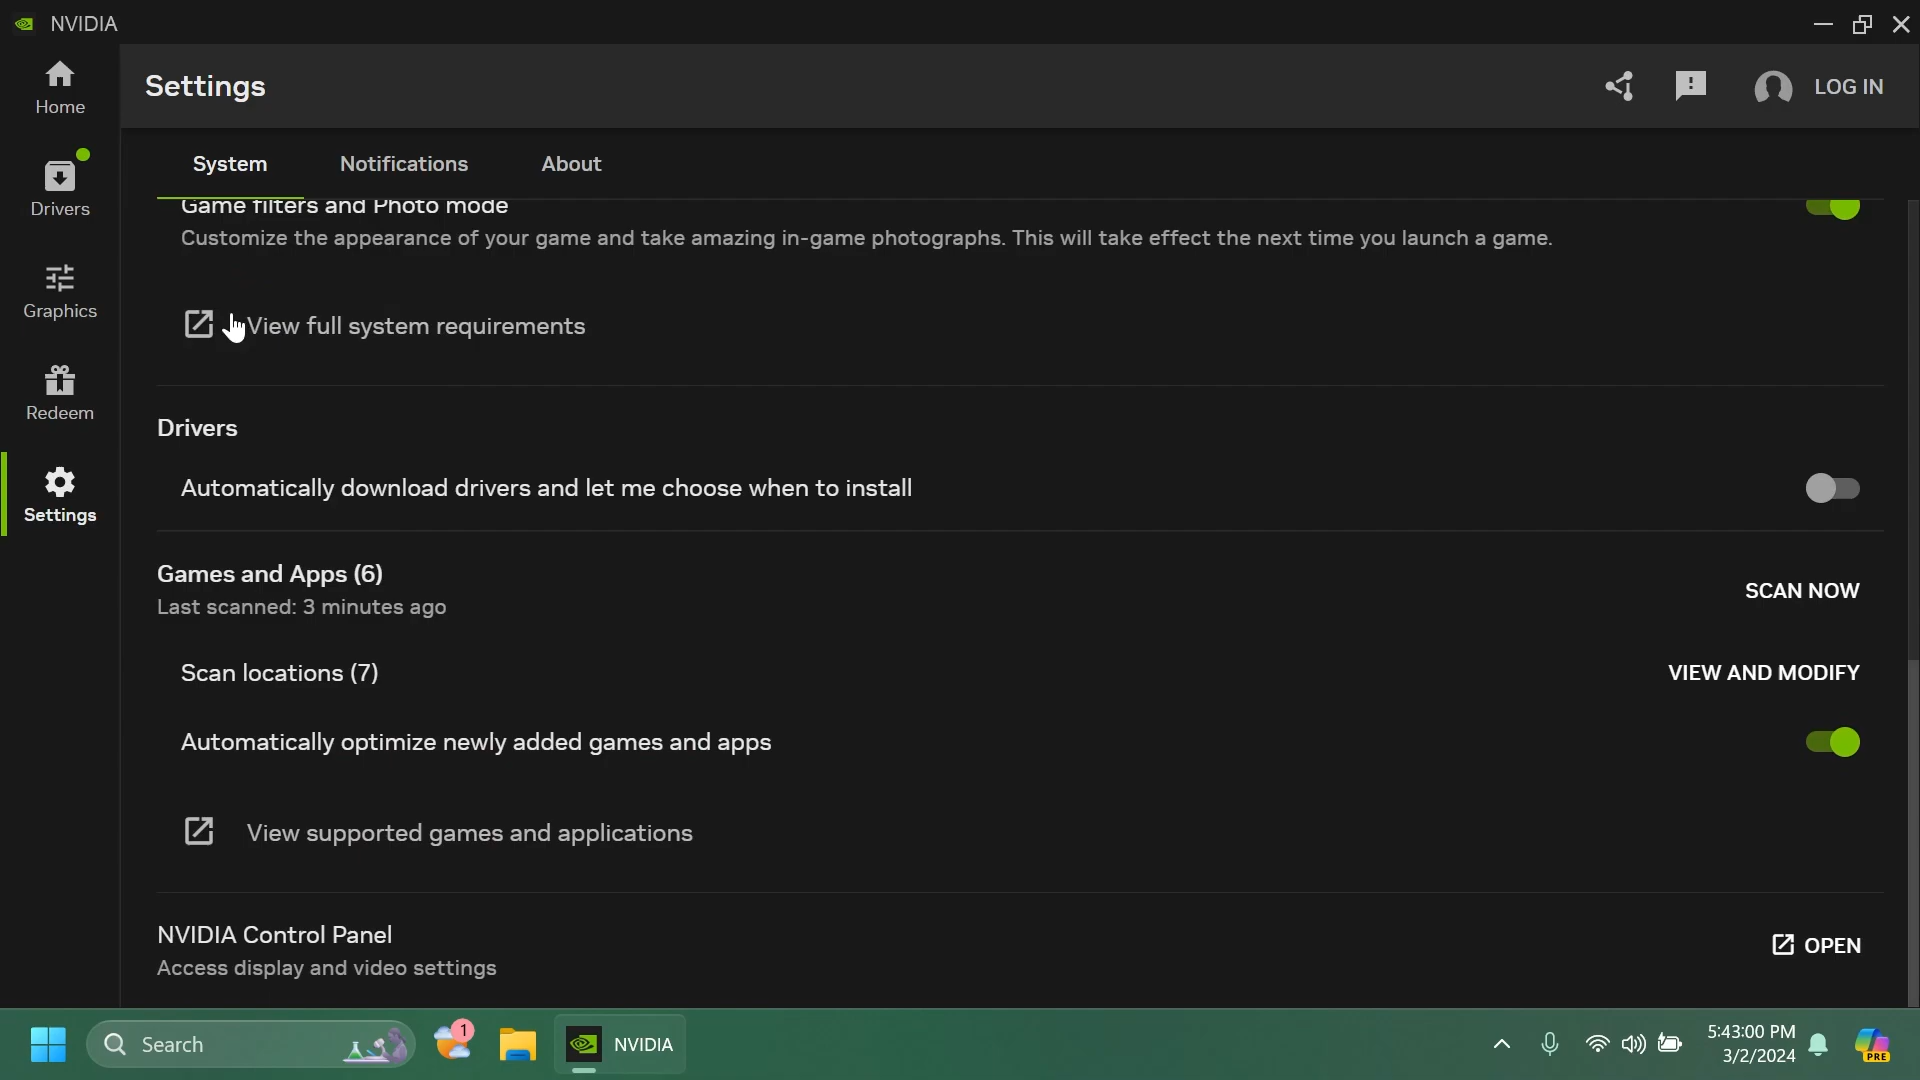 NVIDIA
Home
Settings
LOG IN
System
Notifications
About
Drivers
Game filters and Photo mode
Customize the appearance of your game and take amazing in-game photographs. This will take effect the next time you launch a game.
Graphics
View full system requirements
Redeem
Drivers
Settings
Automatically download drivers and let me choose when to install
Games and Apps (6)
Last scanned: 3 minutes ago
SCAN NOW
Scan locations (7)
VIEW AND MODIFY
Automatically optimize newly added games and apps
View supported games and applications
NVIDIA Control Panel
Access display and video settings
OPEN
Search
1
NVIDIA
5:43:00 PM
3/2/2024
PRE